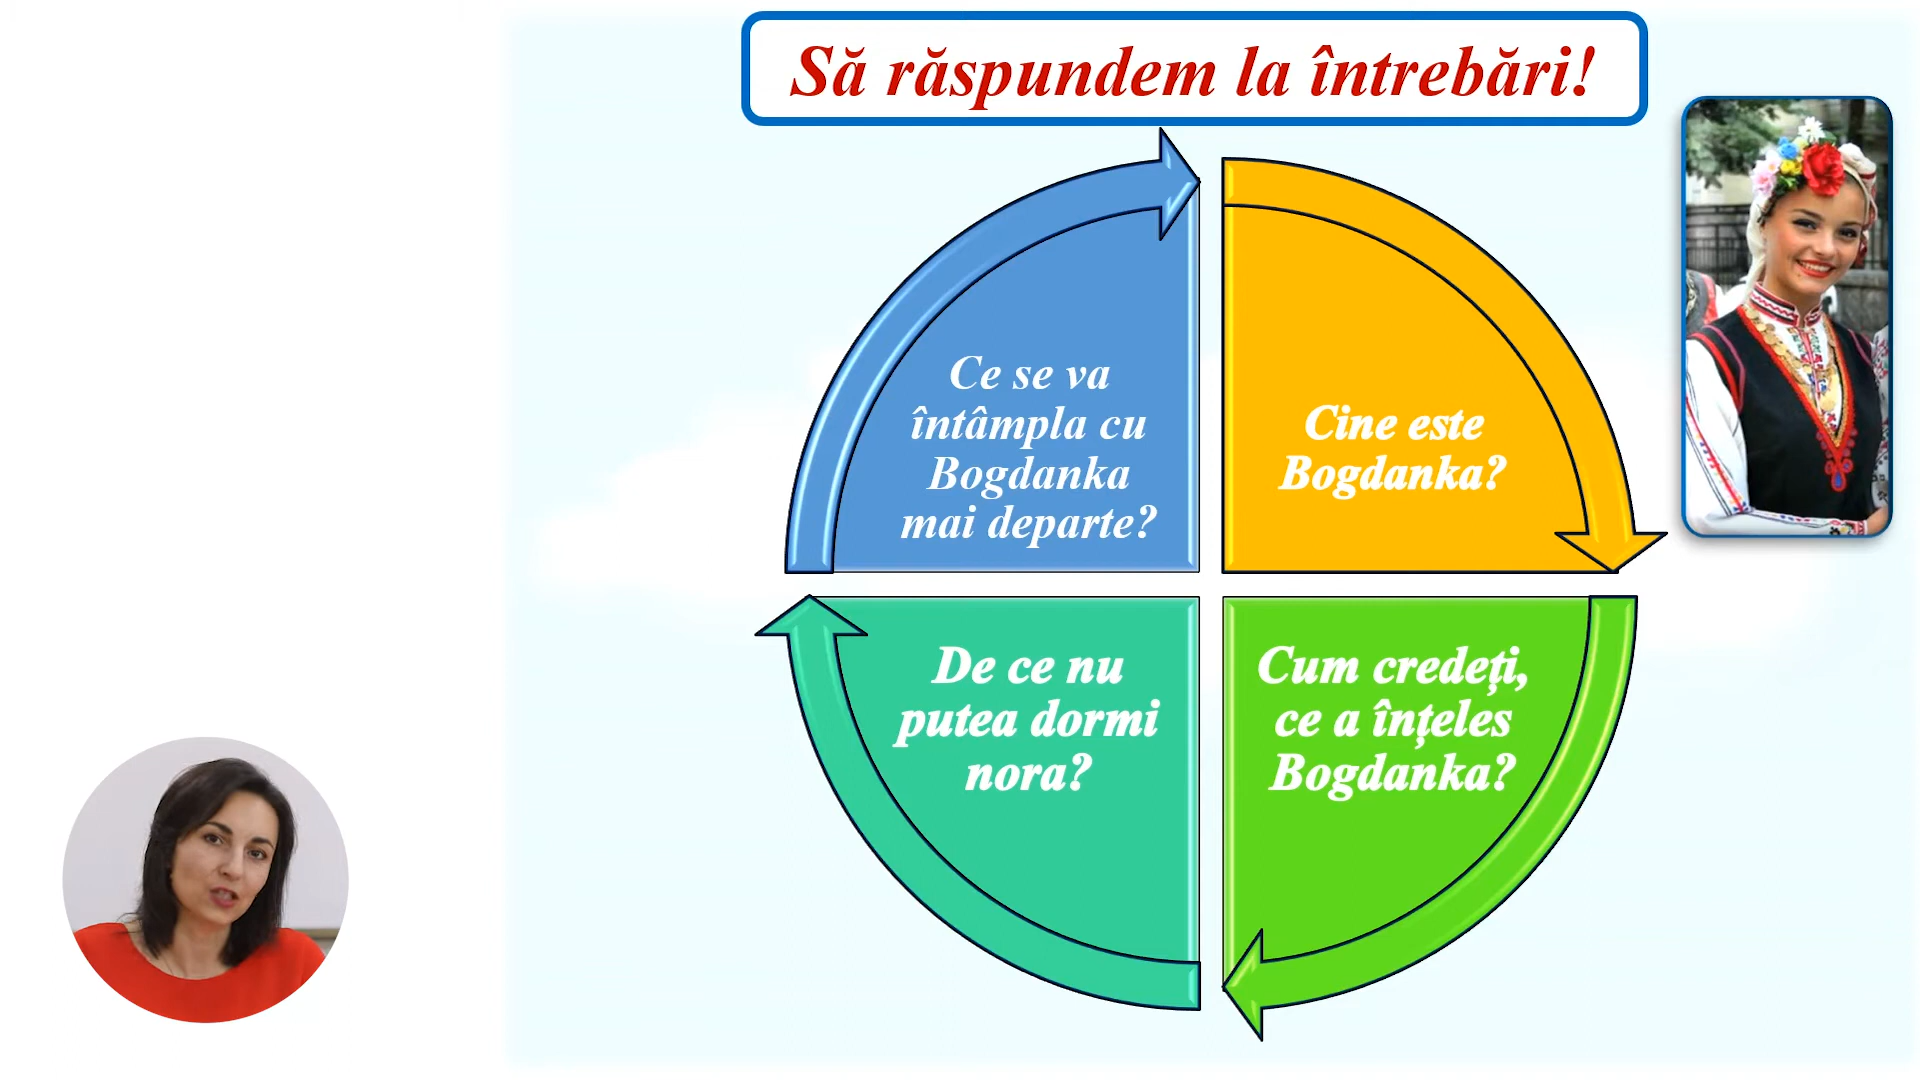 Să răspundem la întrebări!
Cine este
Bogdanka?
Cum credeți,
ce a înțeles
Bogdanka?
De ce nu
putea dormi
nora?
Ce se va
întâmpla cu
Bogdanka
mai departe?